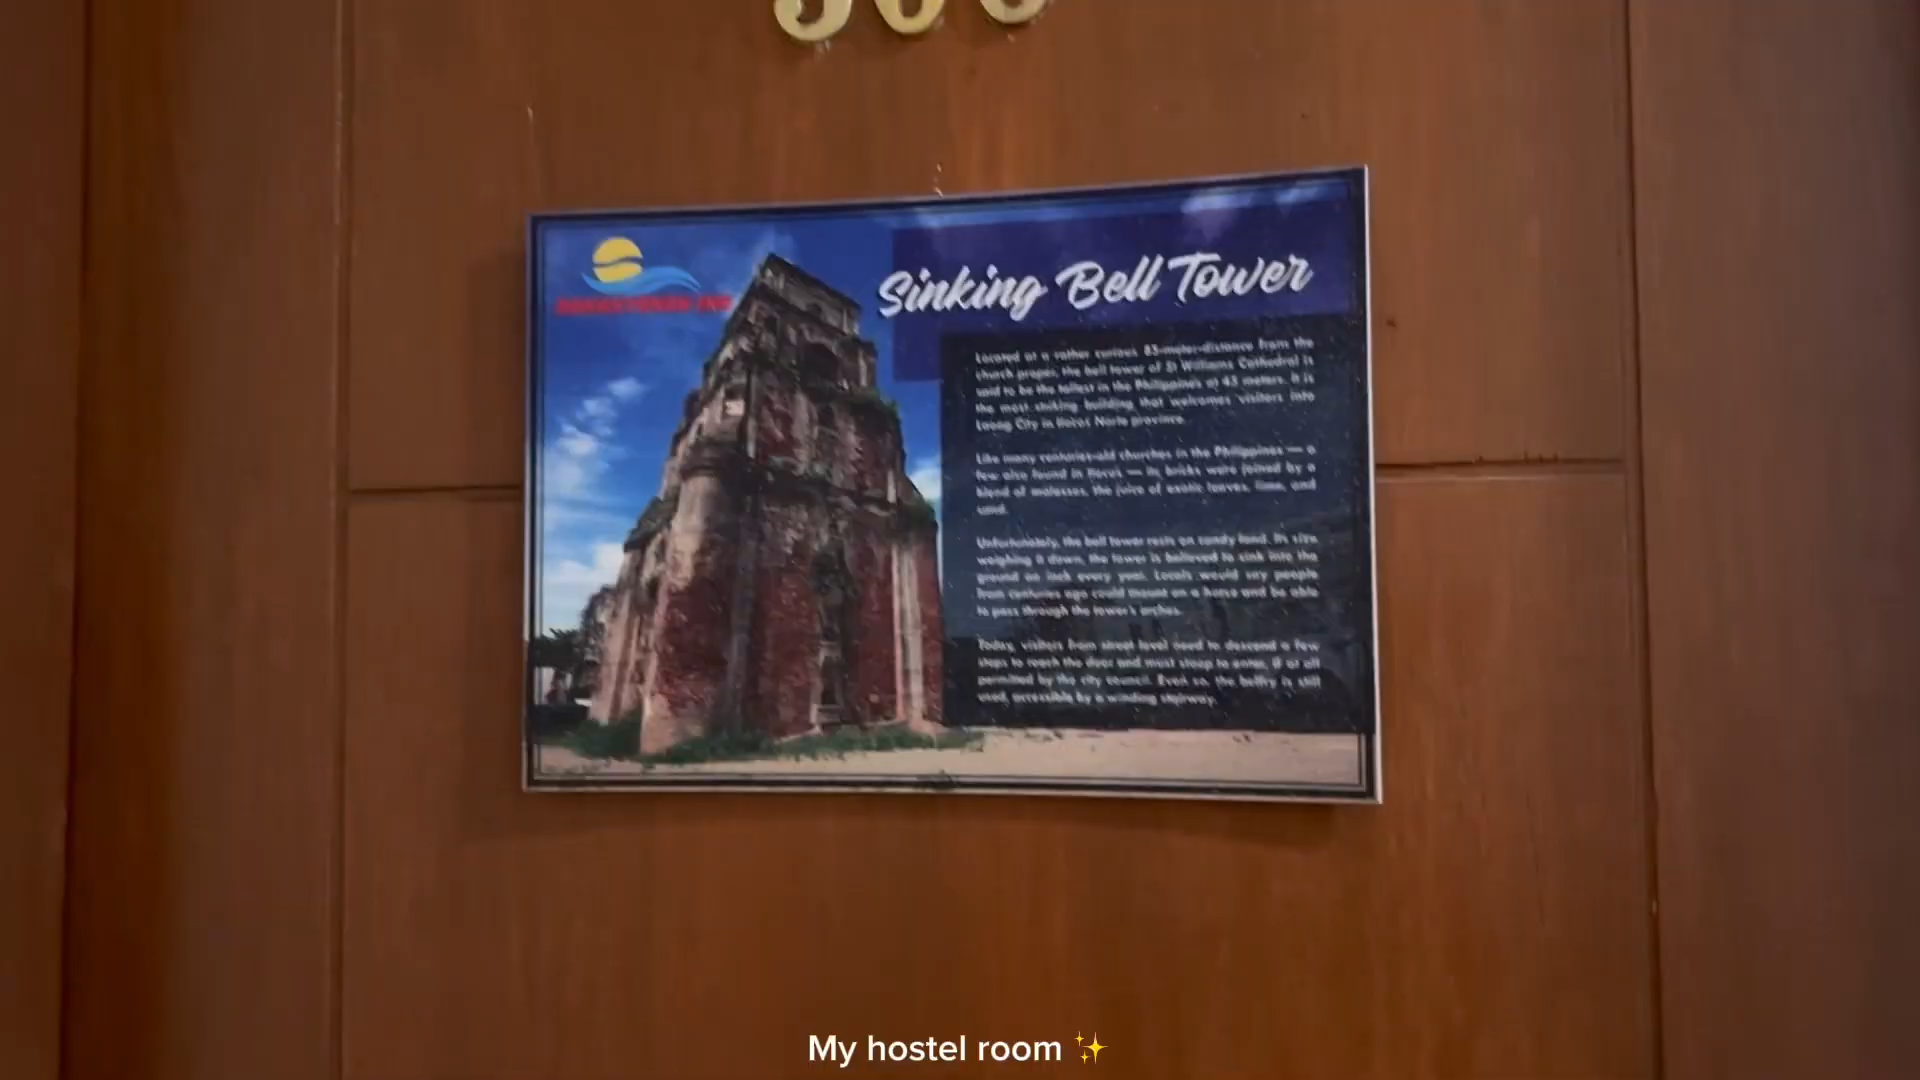 Sinking Bell Tower
Located at a rather curious 85-meter-distance from the
church proper, the bell tower of St Williams Cathedral is
said to be the tallest in the Philippines at 45 meters. It is
the most striking building that welcomes visitors into
Laoag City in Ilocos Norte province.
Like many centuries-old churches in the Philippines — a
few also found in Ilocos — its bricks were joined by a
blend of molasses, the juice of exotic leaves, lime, and
sand.
Unfortunately, the bell tower rests on sandy land. Its size
weighing it down, the tower is believed to sink into the
ground an inch every year. Locals would say people
from centuries ago could mount on a horse and be able
to pass through the tower's arches.
Today, visitors from street level need to descend a few
steps to reach the door and must stoop to enter, if at all
permitted by the city council. Even so, the belfry is still
used, accessible by a winding stairway.
My hostel room ✨